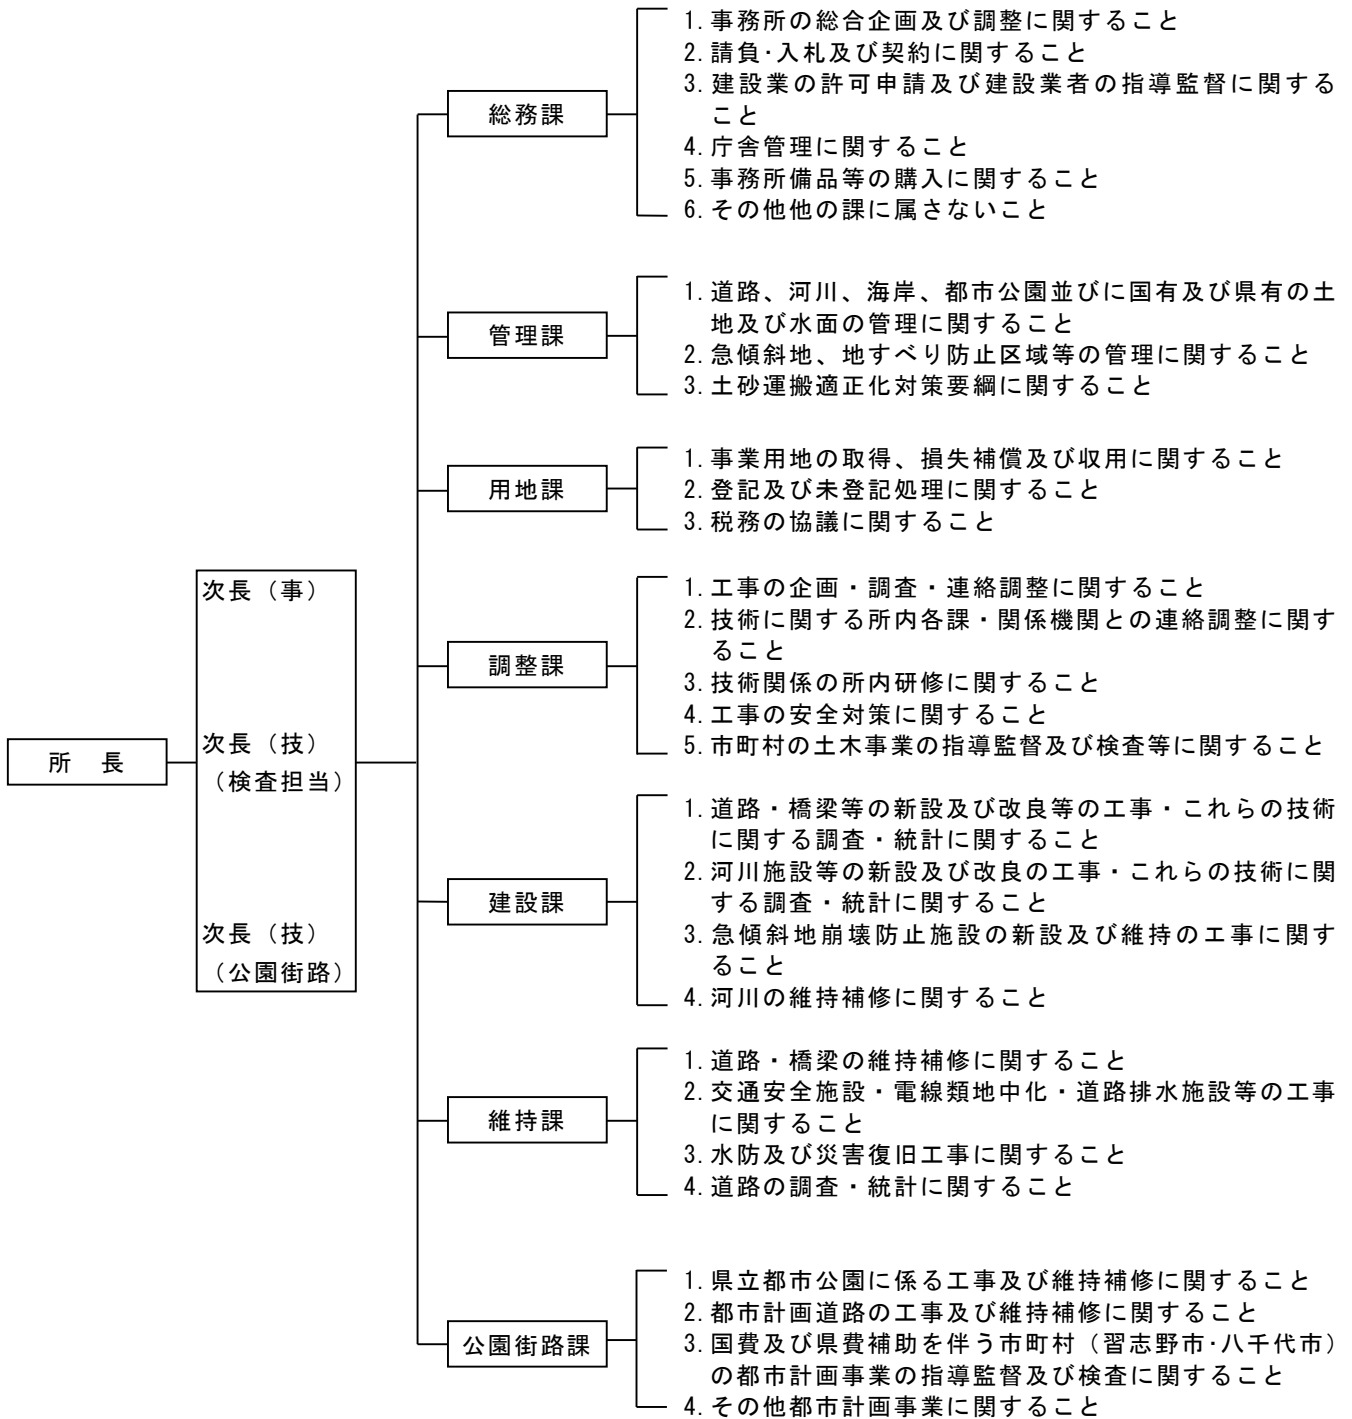 所　長
次長（事）
次長（技）
（検査担当）
次長（技）
（公園街路）
総務課
1.事務所の総合企画及び調整に関すること
2.請負･入札及び契約に関すること
3.建設業の許可申請及び建設業者の指導監督に関する
こと
4.庁舎管理に関すること
5.事務所備品等の購入に関すること
6.その他他の課に属さないこと
管理課
1.道路、河川、海岸、都市公園並びに国有及び県有の土
地及び水面の管理に関すること
2.急傾斜地、地すべり防止区域等の管理に関すること
3.土砂運搬適正化対策要綱に関すること
用地課
1.事業用地の取得、損失補償及び収用に関すること
2.登記及び未登記処理に関すること
3.税務の協議に関すること
調整課
1.工事の企画・調査・連絡調整に関すること
2.技術に関する所内各課・関係機関との連絡調整に関す
ること
3.技術関係の所内研修に関すること
4.工事の安全対策に関すること
5.市町村の土木事業の指導監督及び検査等に関すること
建設課
1.道路・橋梁等の新設及び改良等の工事・これらの技術
に関する調査・統計に関すること
2.河川施設等の新設及び改良の工事・これらの技術に関
する調査・統計に関すること
3.急傾斜地崩壊防止施設の新設及び維持の工事に関す
ること
4.河川の維持補修に関すること
維持課
1.道路・橋梁の維持補修に関すること
2.交通安全施設・電線類地中化・道路排水施設等の工事
に関すること
3.水防及び災害復旧工事に関すること
4.道路の調査・統計に関すること
公園街路課
1.県立都市公園に係る工事及び維持補修に関すること
2.都市計画道路の工事及び維持補修に関すること
3.国費及び県費補助を伴う市町村（習志野市･八千代市）
の都市計画事業の指導監督及び検査に関すること
4.その他都市計画事業に関すること